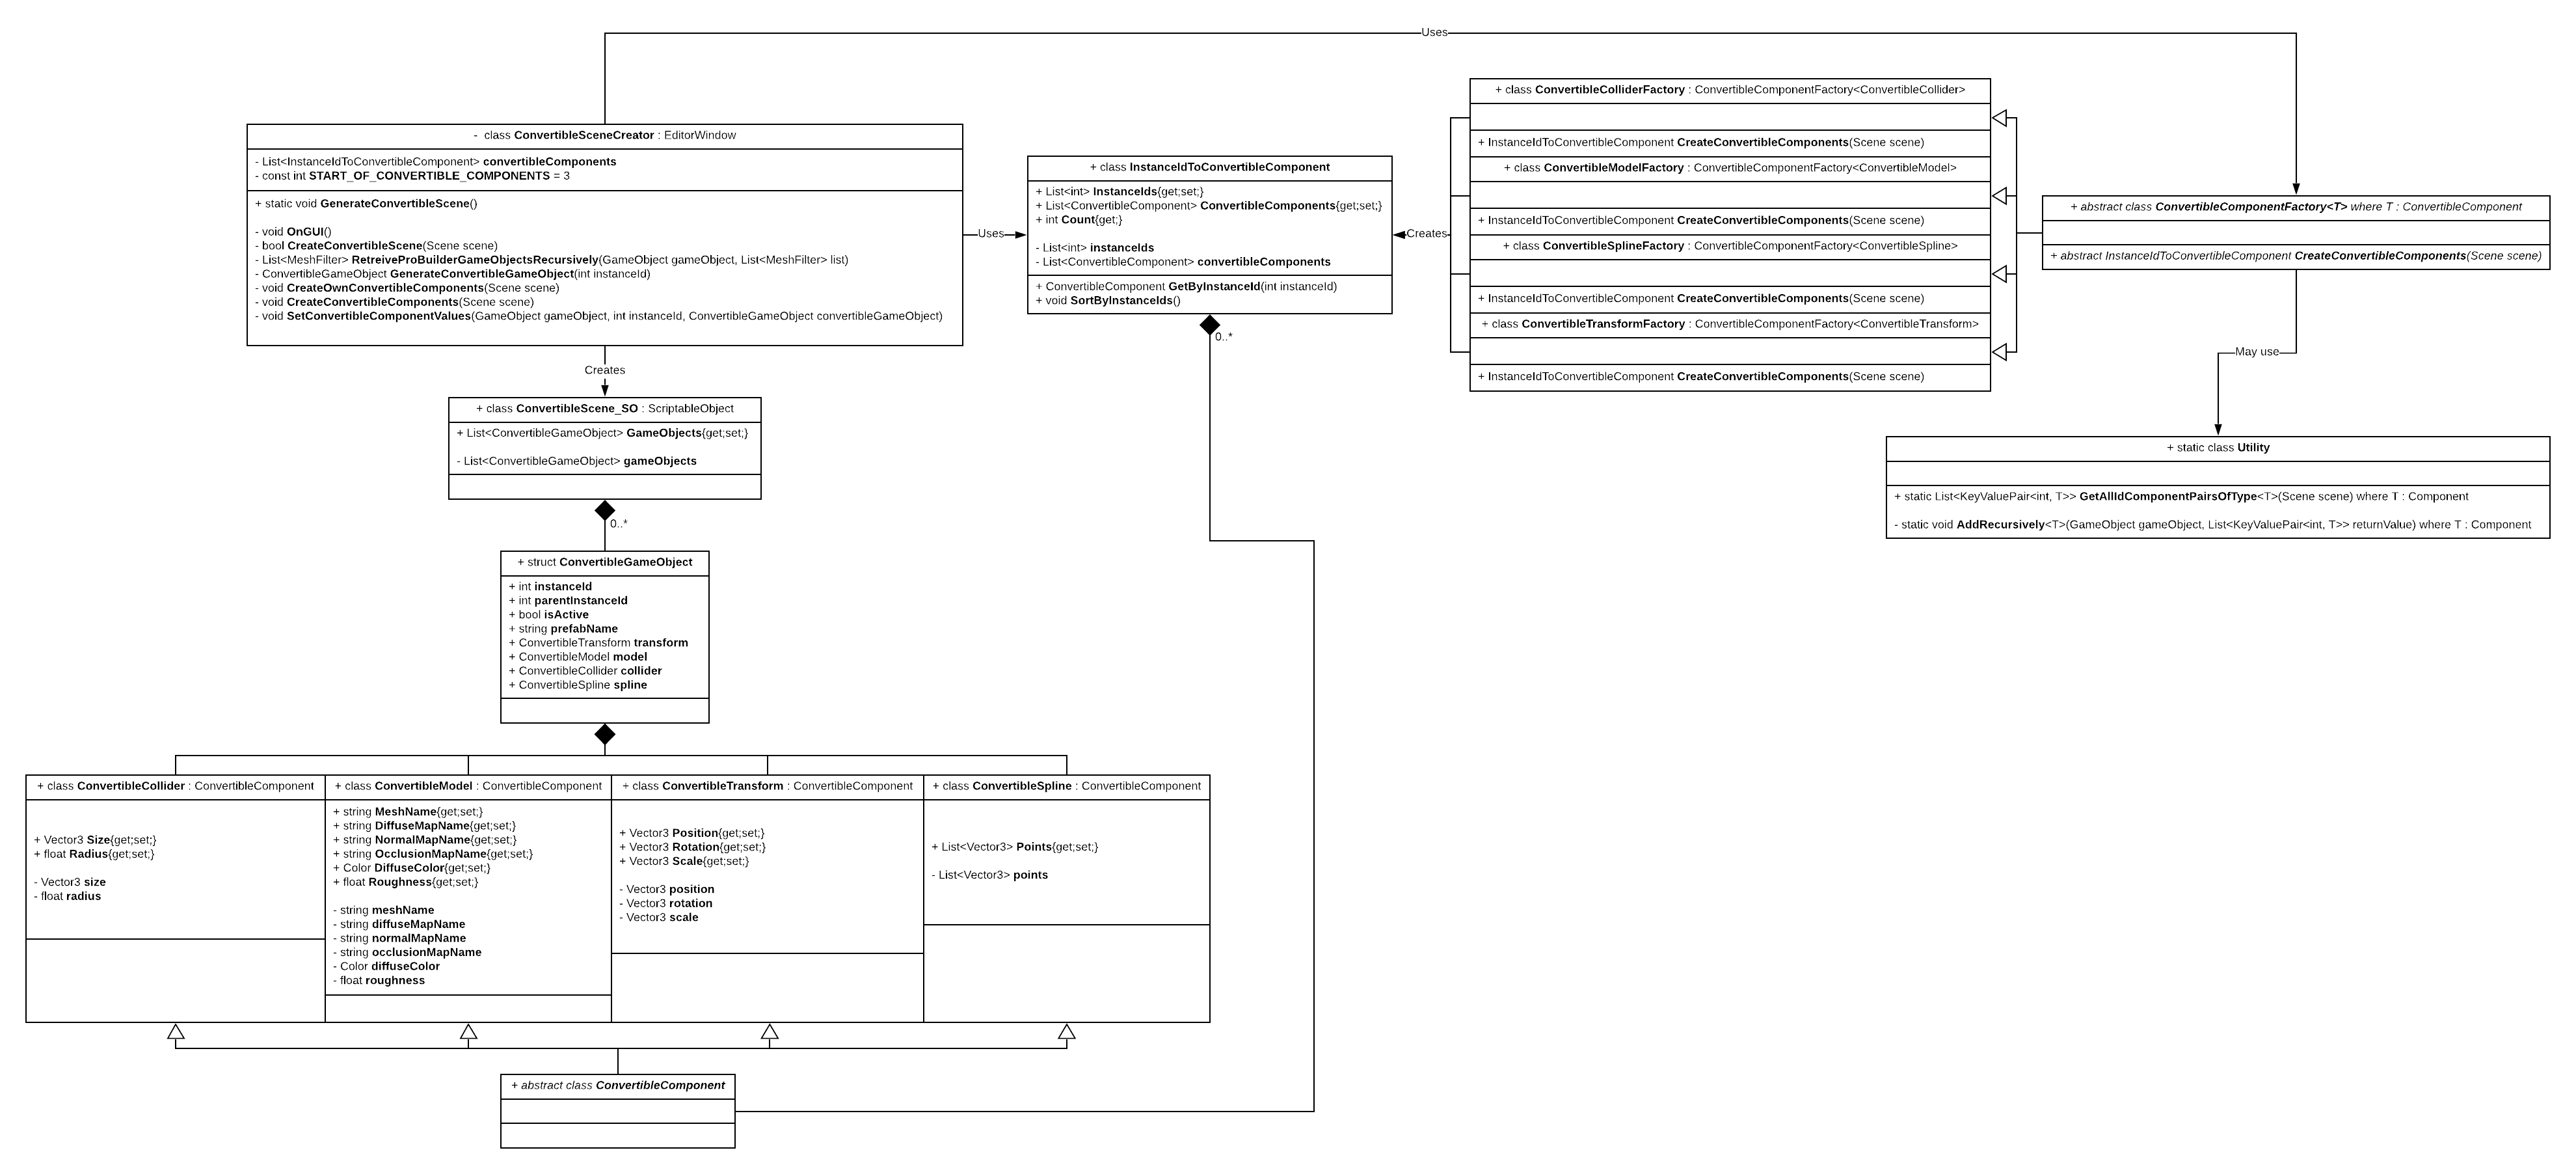 Uses
-  class ConvertibleSceneCreator : EditorWindow
- List<InstanceIdToConvertibleComponent> convertibleComponents
- const int START_OF_CONVERTIBLE_COMPONENTS = 3
+ static void GenerateConvertibleScene()
- void OnGUI()
- bool CreateConvertibleScene(Scene scene)
- List<MeshFilter> RetreiveProBuilderGameObjectsRecursively(GameObject gameObject, List<MeshFilter> list)
- ConvertibleGameObject GenerateConvertibleGameObject(int instanceId)
- void CreateOwnConvertibleComponents(Scene scene)
- void CreateConvertibleComponents(Scene scene)
- void SetConvertibleComponentValues(GameObject gameObject, int instanceId, ConvertibleGameObject convertibleGameObject)
Uses
+ class InstanceIdToConvertibleComponent
+ List<int> InstanceIds{get;set;}
+ List<ConvertibleComponent> ConvertibleComponents{get;set;}
+ int Count{get;}
- List<int> instanceIds
- List<ConvertibleComponent> convertibleComponents
+ ConvertibleComponent GetByInstanceId(int instanceId)
+ void SortByInstanceIds()
0..*
Creates
+ class ConvertibleColliderFactory : ConvertibleComponentFactory<ConvertibleCollider>
+ InstanceIdToConvertibleComponent CreateConvertibleComponents(Scene scene)
+ class ConvertibleModelFactory : ConvertibleComponentFactory<ConvertibleModel>
+ InstanceIdToConvertibleComponent CreateConvertibleComponents(Scene scene)
+ class ConvertibleSplineFactory : ConvertibleComponentFactory<ConvertibleSpline>
+ InstanceIdToConvertibleComponent CreateConvertibleComponents(Scene scene)
+ class ConvertibleTransformFactory : ConvertibleComponentFactory<ConvertibleTransform>
+ InstanceIdToConvertibleComponent CreateConvertibleComponents(Scene scene)
+ abstract class ConvertibleComponentFactory<T> where T : ConvertibleComponent
+ abstract InstanceIdToConvertibleComponent CreateConvertibleComponents(Scene scene)
May use
+ static class Utility
+ static List<KeyValuePair<int, T>> GetAllIdComponentPairsOfType<T>(Scene scene) where T : Component
- static void AddRecursively<T>(GameObject gameObject, List<KeyValuePair<int, T>> returnValue) where T : Component
Creates
+ class ConvertibleScene_SO : ScriptableObject
+ List<ConvertibleGameObject> GameObjects{get;set;}
- List<ConvertibleGameObject> gameObjects
0..*
+ struct ConvertibleGameObject
+ int instanceId
+ int parentInstanceId
+ bool isActive
+ string prefabName
+ ConvertibleTransform transform
+ ConvertibleModel model
+ ConvertibleCollider collider
+ ConvertibleSpline spline
+ class ConvertibleCollider : ConvertibleComponent
+ Vector3 Size{get;set;}
+ float Radius{get;set;}
- Vector3 size
- float radius
+ class ConvertibleModel : ConvertibleComponent
+ string MeshName{get;set;}
+ string DiffuseMapName{get;set;}
+ string NormalMapName{get;set;}
+ string OcclusionMapName{get;set;}
+ Color DiffuseColor{get;set;}
+ float Roughness{get;set;}
- string meshName
- string diffuseMapName
- string normalMapName
- string occlusionMapName
- Color diffuseColor
- float roughness
+ class ConvertibleTransform : ConvertibleComponent
+ Vector3 Position{get;set;}
+ Vector3 Rotation{get;set;}
+ Vector3 Scale{get;set;}
- Vector3 position
- Vector3 rotation
- Vector3 scale
+ class ConvertibleSpline : ConvertibleComponent
+ List<Vector3> Points{get;set;}
- List<Vector3> points
+ abstract class ConvertibleComponent